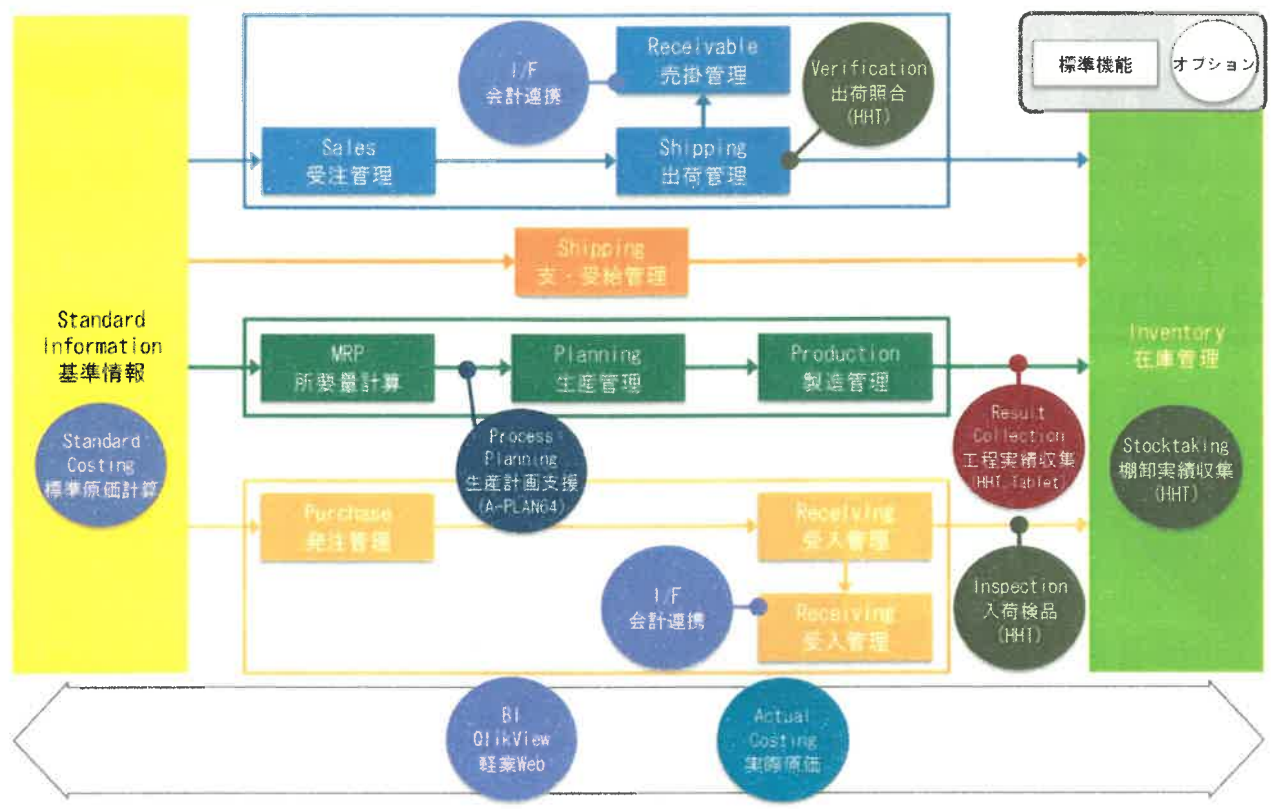 標準機能
オプション
I/F
会計連携
Receivable
売掛管理
Verification
出荷照合
(HHT)
Sales
受注管理
Shipping
出荷管理
Shipping
支・受給管理
Standard
Information
基準情報
Standard
Costing
標準原価計算
MRP
所要量計算
Planning
生産管理
Production
製造管理
Inventory
在庫管理
Process
Planning
生産計画支援
(A-PLAN64)
Result
Collection
工程実績収集
(HHT,Tablet)
Stocktaking
棚卸実績収集
(HHT)
Purchase
発注管理
Receiving
受入管理
I/F
会計連携
Receiving
受入管理
Inspection
入荷検品
(HHT)
BI
QlikView
軽業Web
Actual
Costing
実際原価